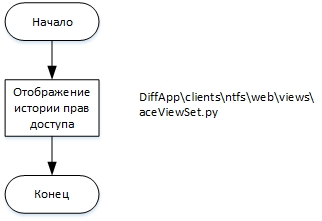 Начало
Отображение
истории прав
доступа
DiffApp\clients\ntfs\web\views\
aceViewSet.py
Конец